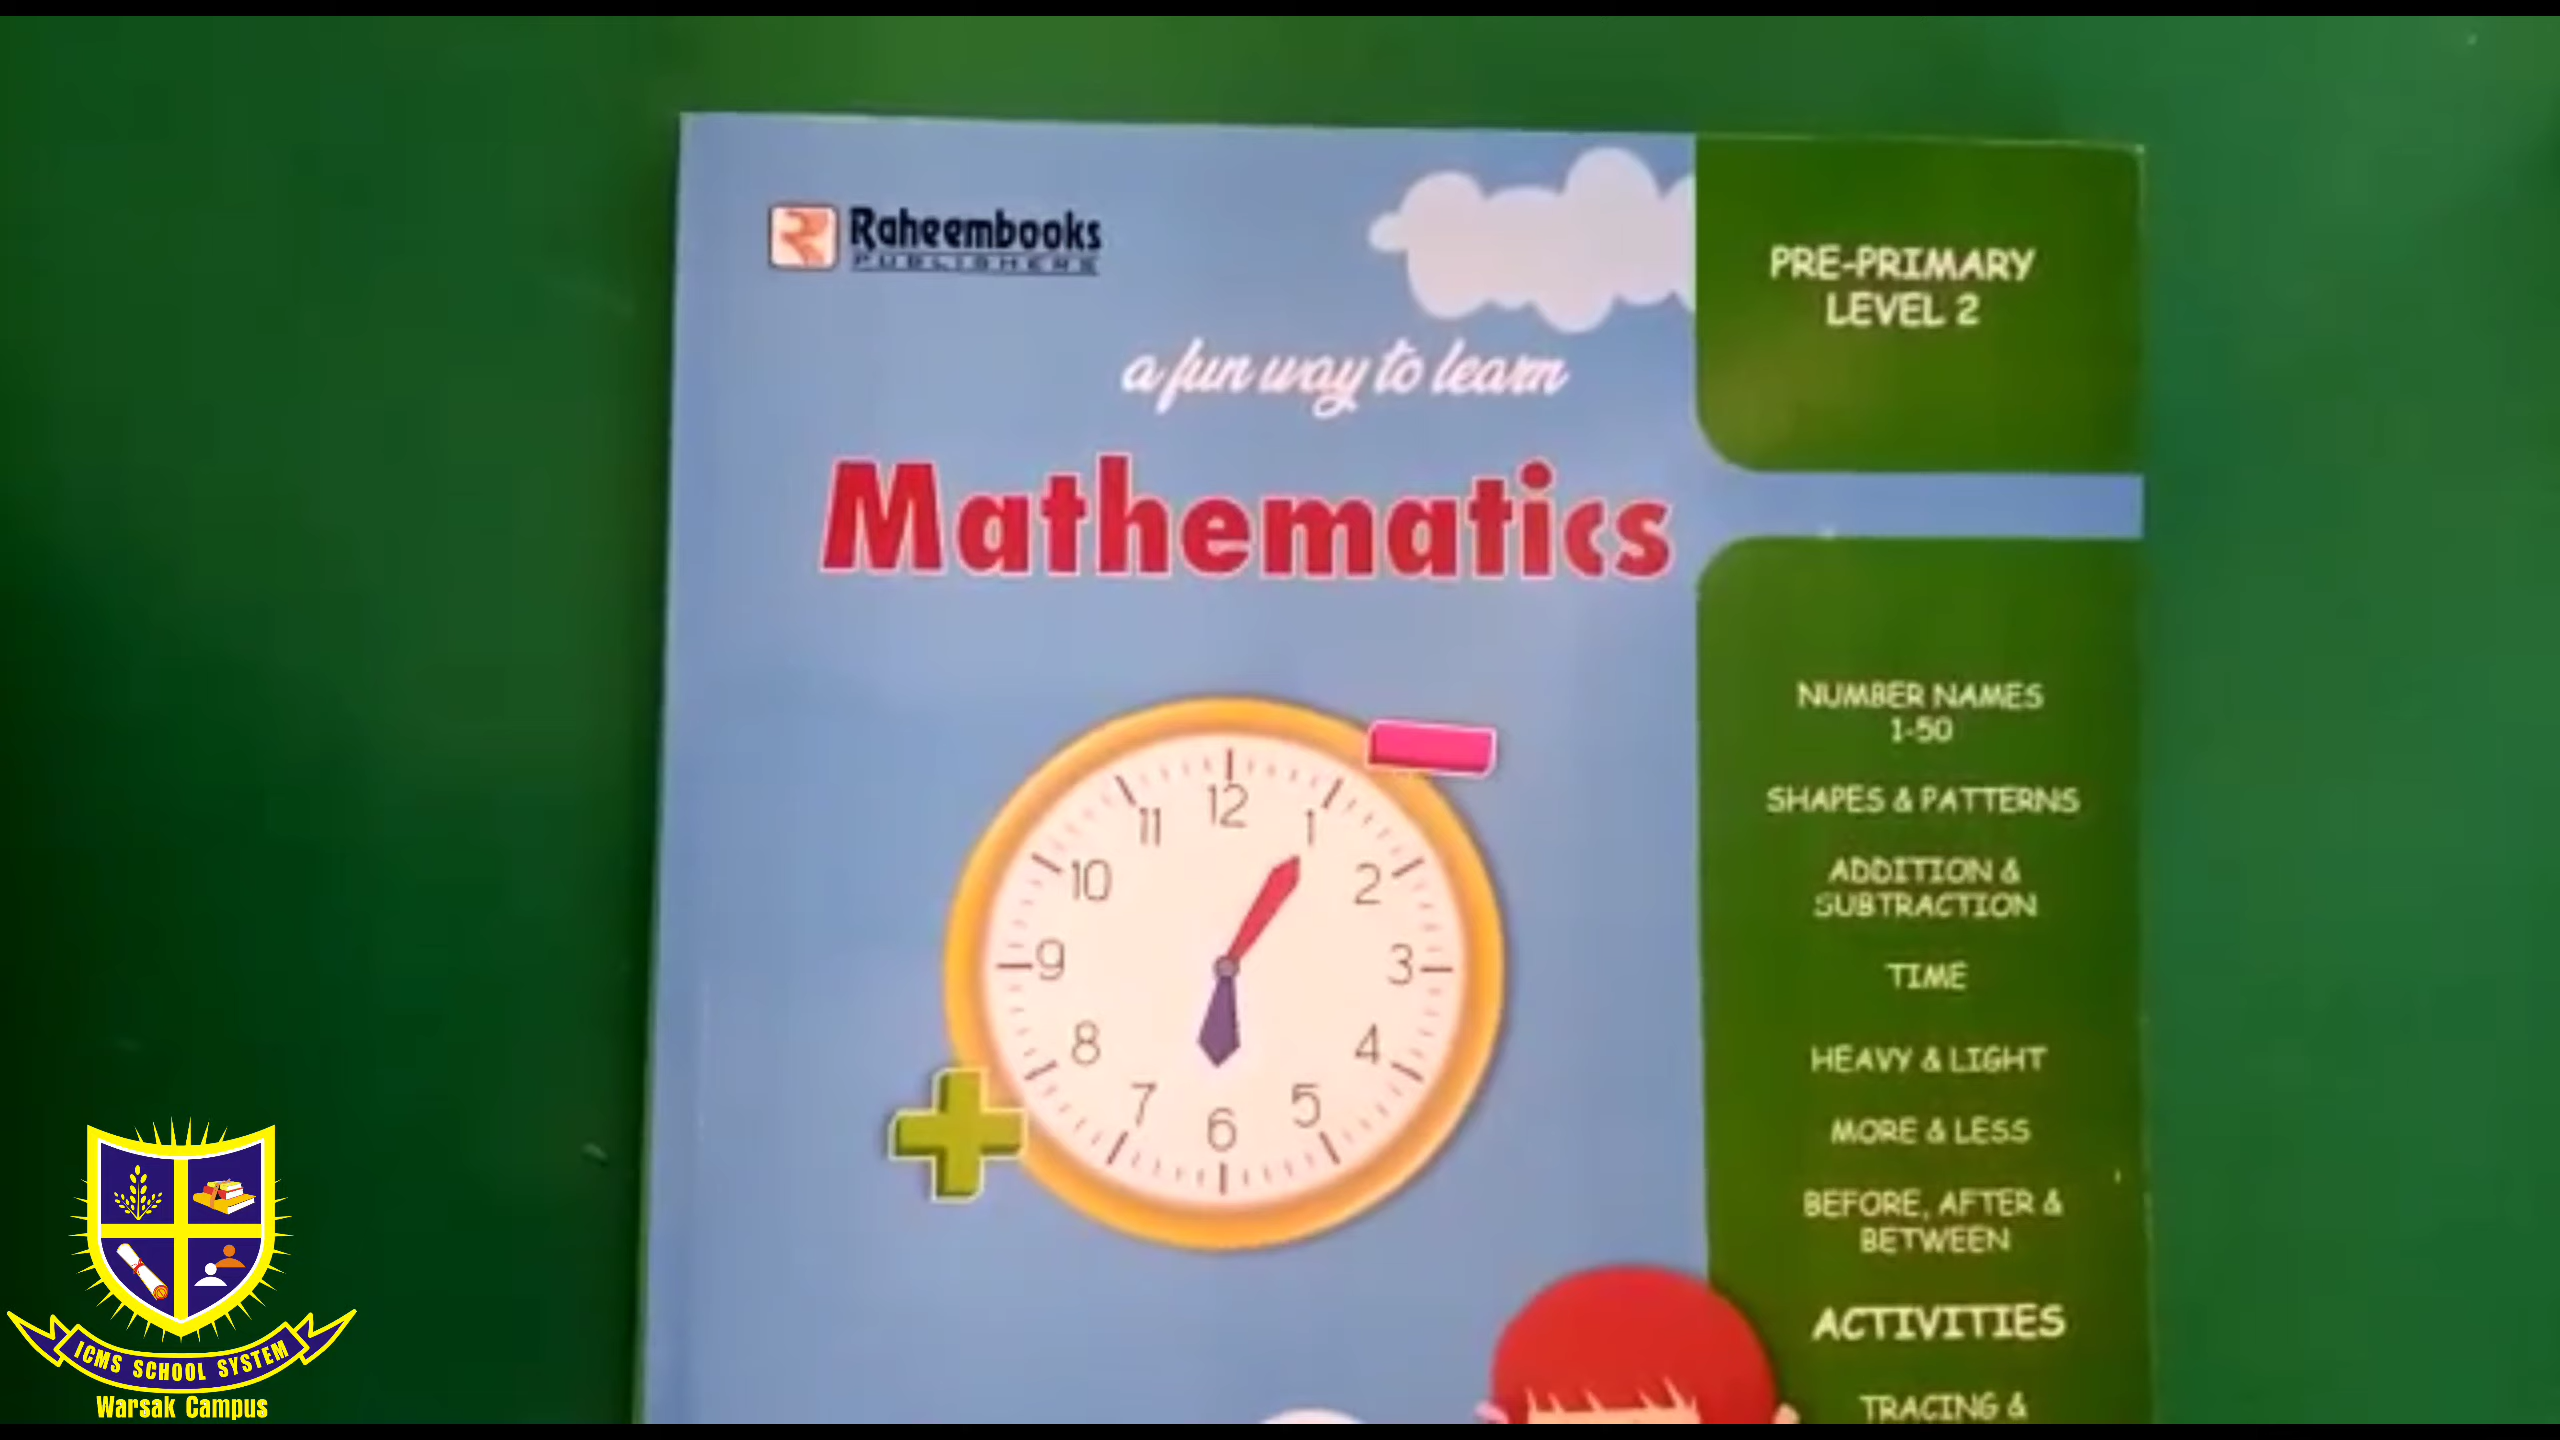 Raheembooks
PUBLISHERS
PRE-PRIMARY
LEVEL 2
a fun way to learn
Mathematics
NUMBER NAMES
1-50
SHAPES & PATTERNS
ADDITION &
SUBTRACTION
TIME
HEAVY & LIGHT
MORE & LESS
BEFORE, AFTER &
BETWEEN
ACTIVITIES
TRACING &
12
1
2
3
4
5
6
7
8
9
10
11
ICMS SCHOOL SYSTEM
Warsak Campus